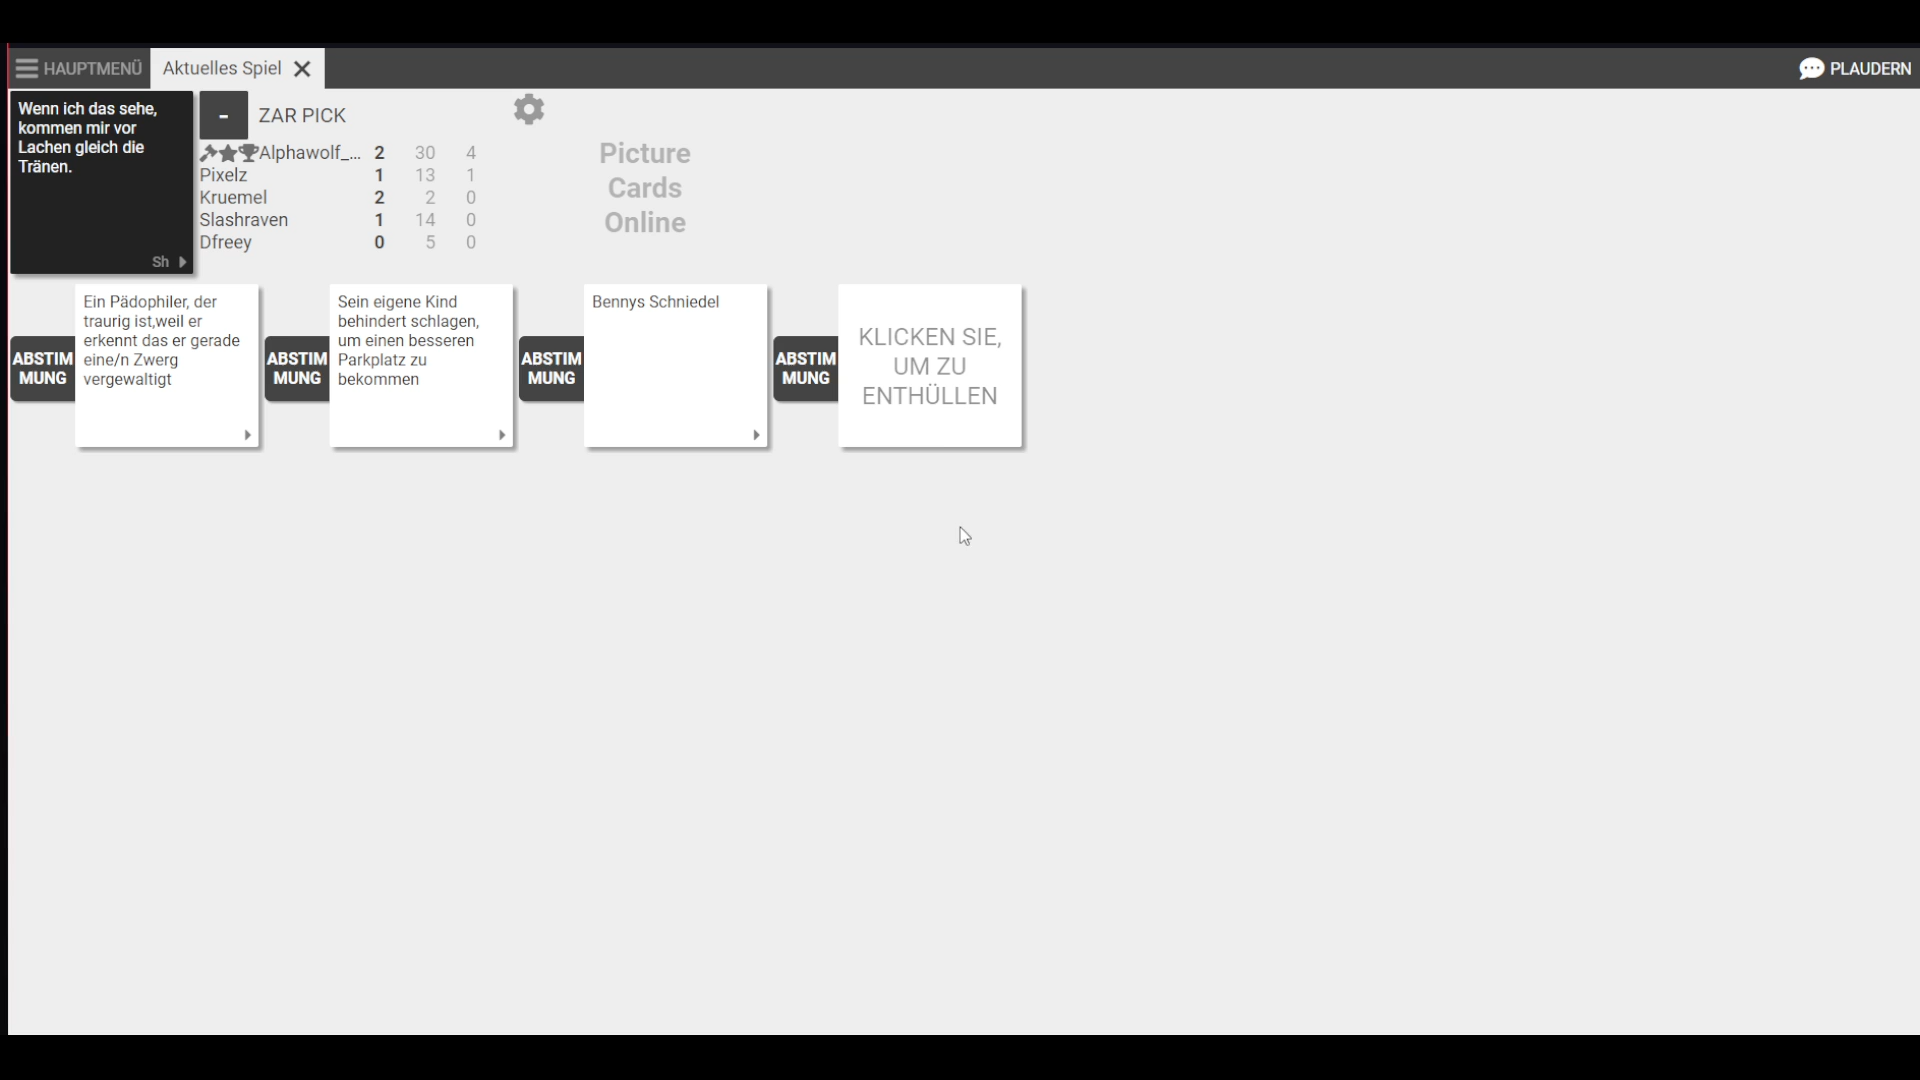 HAUPTMENÜ
Aktuelles Spiel
PLAUDERN
Wenn ich das sehe,
kommen mir vor
Lachen gleich die
Tränen.
Sh
-
ZAR PICK
Alphawolf_... 2 30 4
Pixelz 1 13 1
Kruemel 2 2 0
Slashraven 1 14 0
Dfreey 0 5 0
Picture
Cards
Online
ABSTIM
MUNG
Ein Pädophiler, der
traurig ist,weil er
erkennt das er gerade
eine/n Zwerg
vergewaltigt
ABSTIM
MUNG
Sein eigene Kind
behindert schlagen,
um einen besseren
Parkplatz zu
bekommen
ABSTIM
MUNG
Bennys Schniedel
ABSTIM
MUNG
KLICKEN SIE,
UM ZU
ENTHÜLLEN